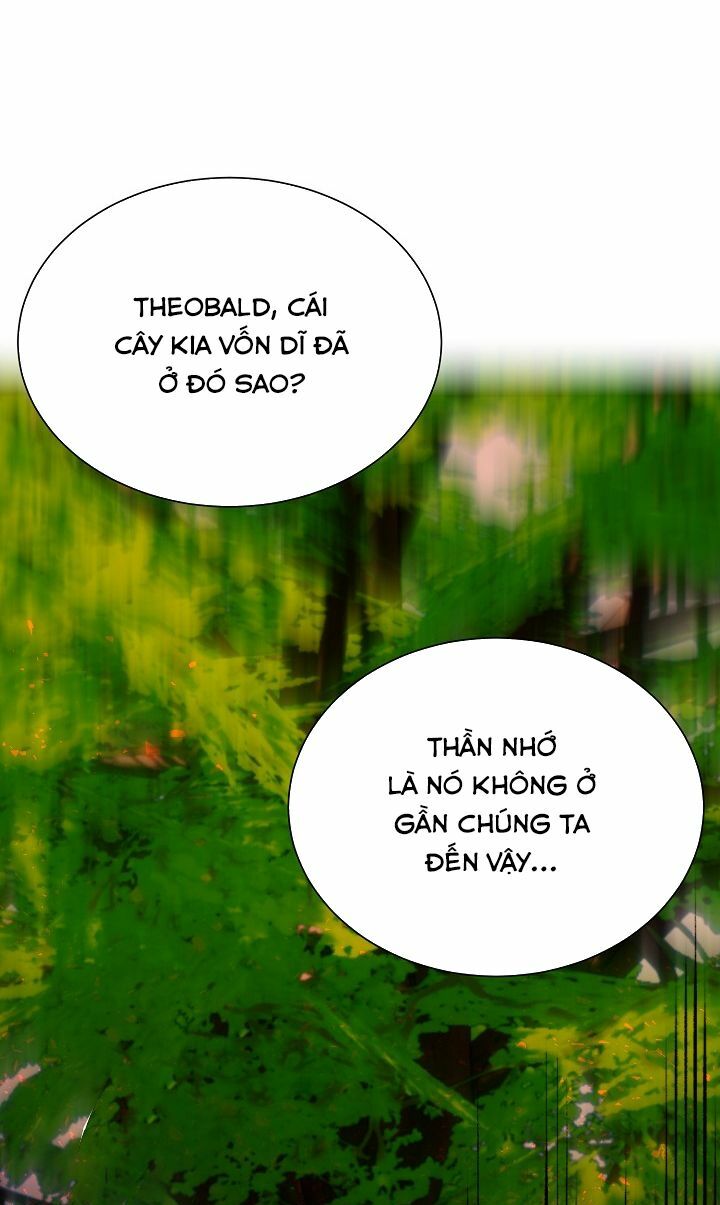 THEOBALD, CÁI
CÂY KIA VỐN DĨ ĐÃ
Ở ĐÓ SAO?
THẦN NHỚ
LÀ NÓ KHÔNG Ở
GẦN CHÚNG TA
ĐẾN VẬY...